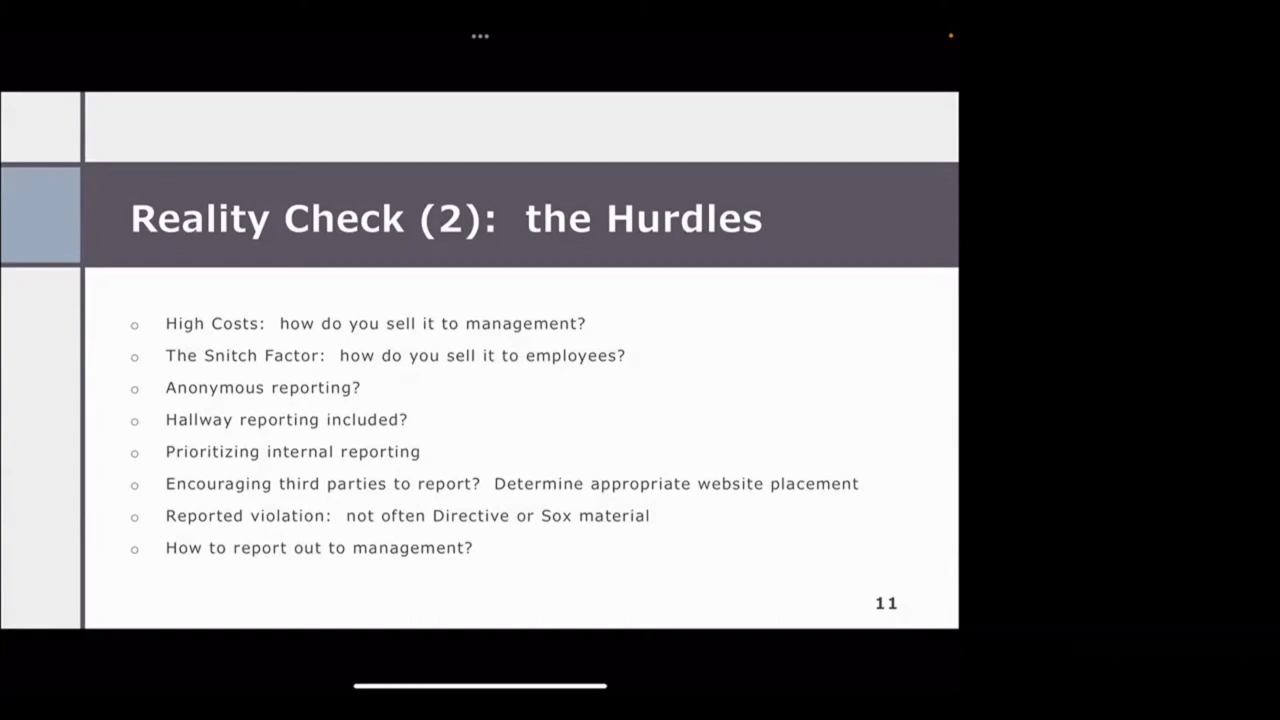 Reality Check (2): the Hurdles
o High Costs: how do you sell it to management?
o The Snitch Factor: how do you sell it to employees?
o Anonymous reporting?
o Hallway reporting included?
o Prioritizing internal reporting
o Encouraging third parties to report? Determine appropriate website placement
o Reported violation: not often Directive or Sox material
o How to report out to management?
11